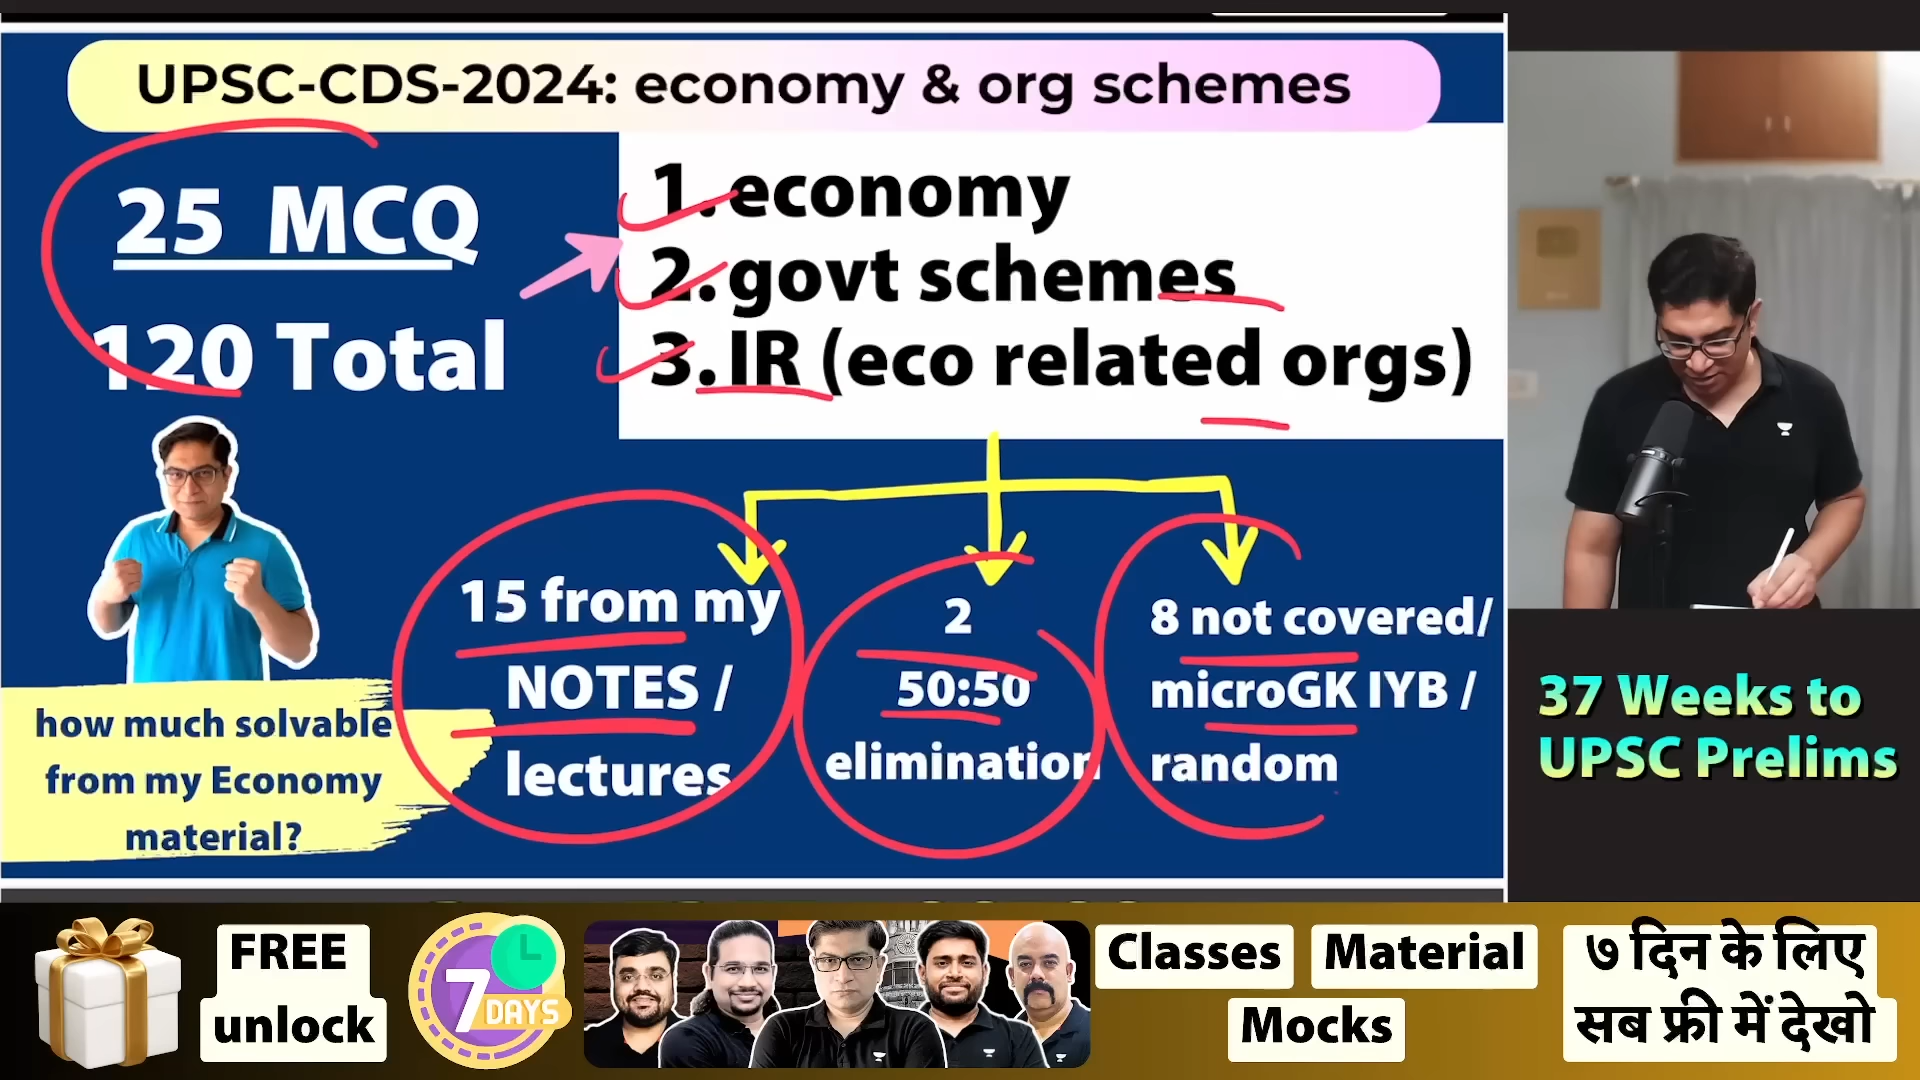 UPSC-CDS-2024: economy & org schemes
25 MCQ
120 Total
1. economy
2. govt schemes
3. IR (eco related orgs)
how much solvable
from my Economy
material?
15 from my
NOTES /
lectures
2
50:50
elimination
8 not covered/
microGK IYB /
random
37 Weeks to
UPSC Prelims
FREE
unlock
7 DAYS
Classes Material
Mocks
७ दिन के लिए
सब फ्री में देखो